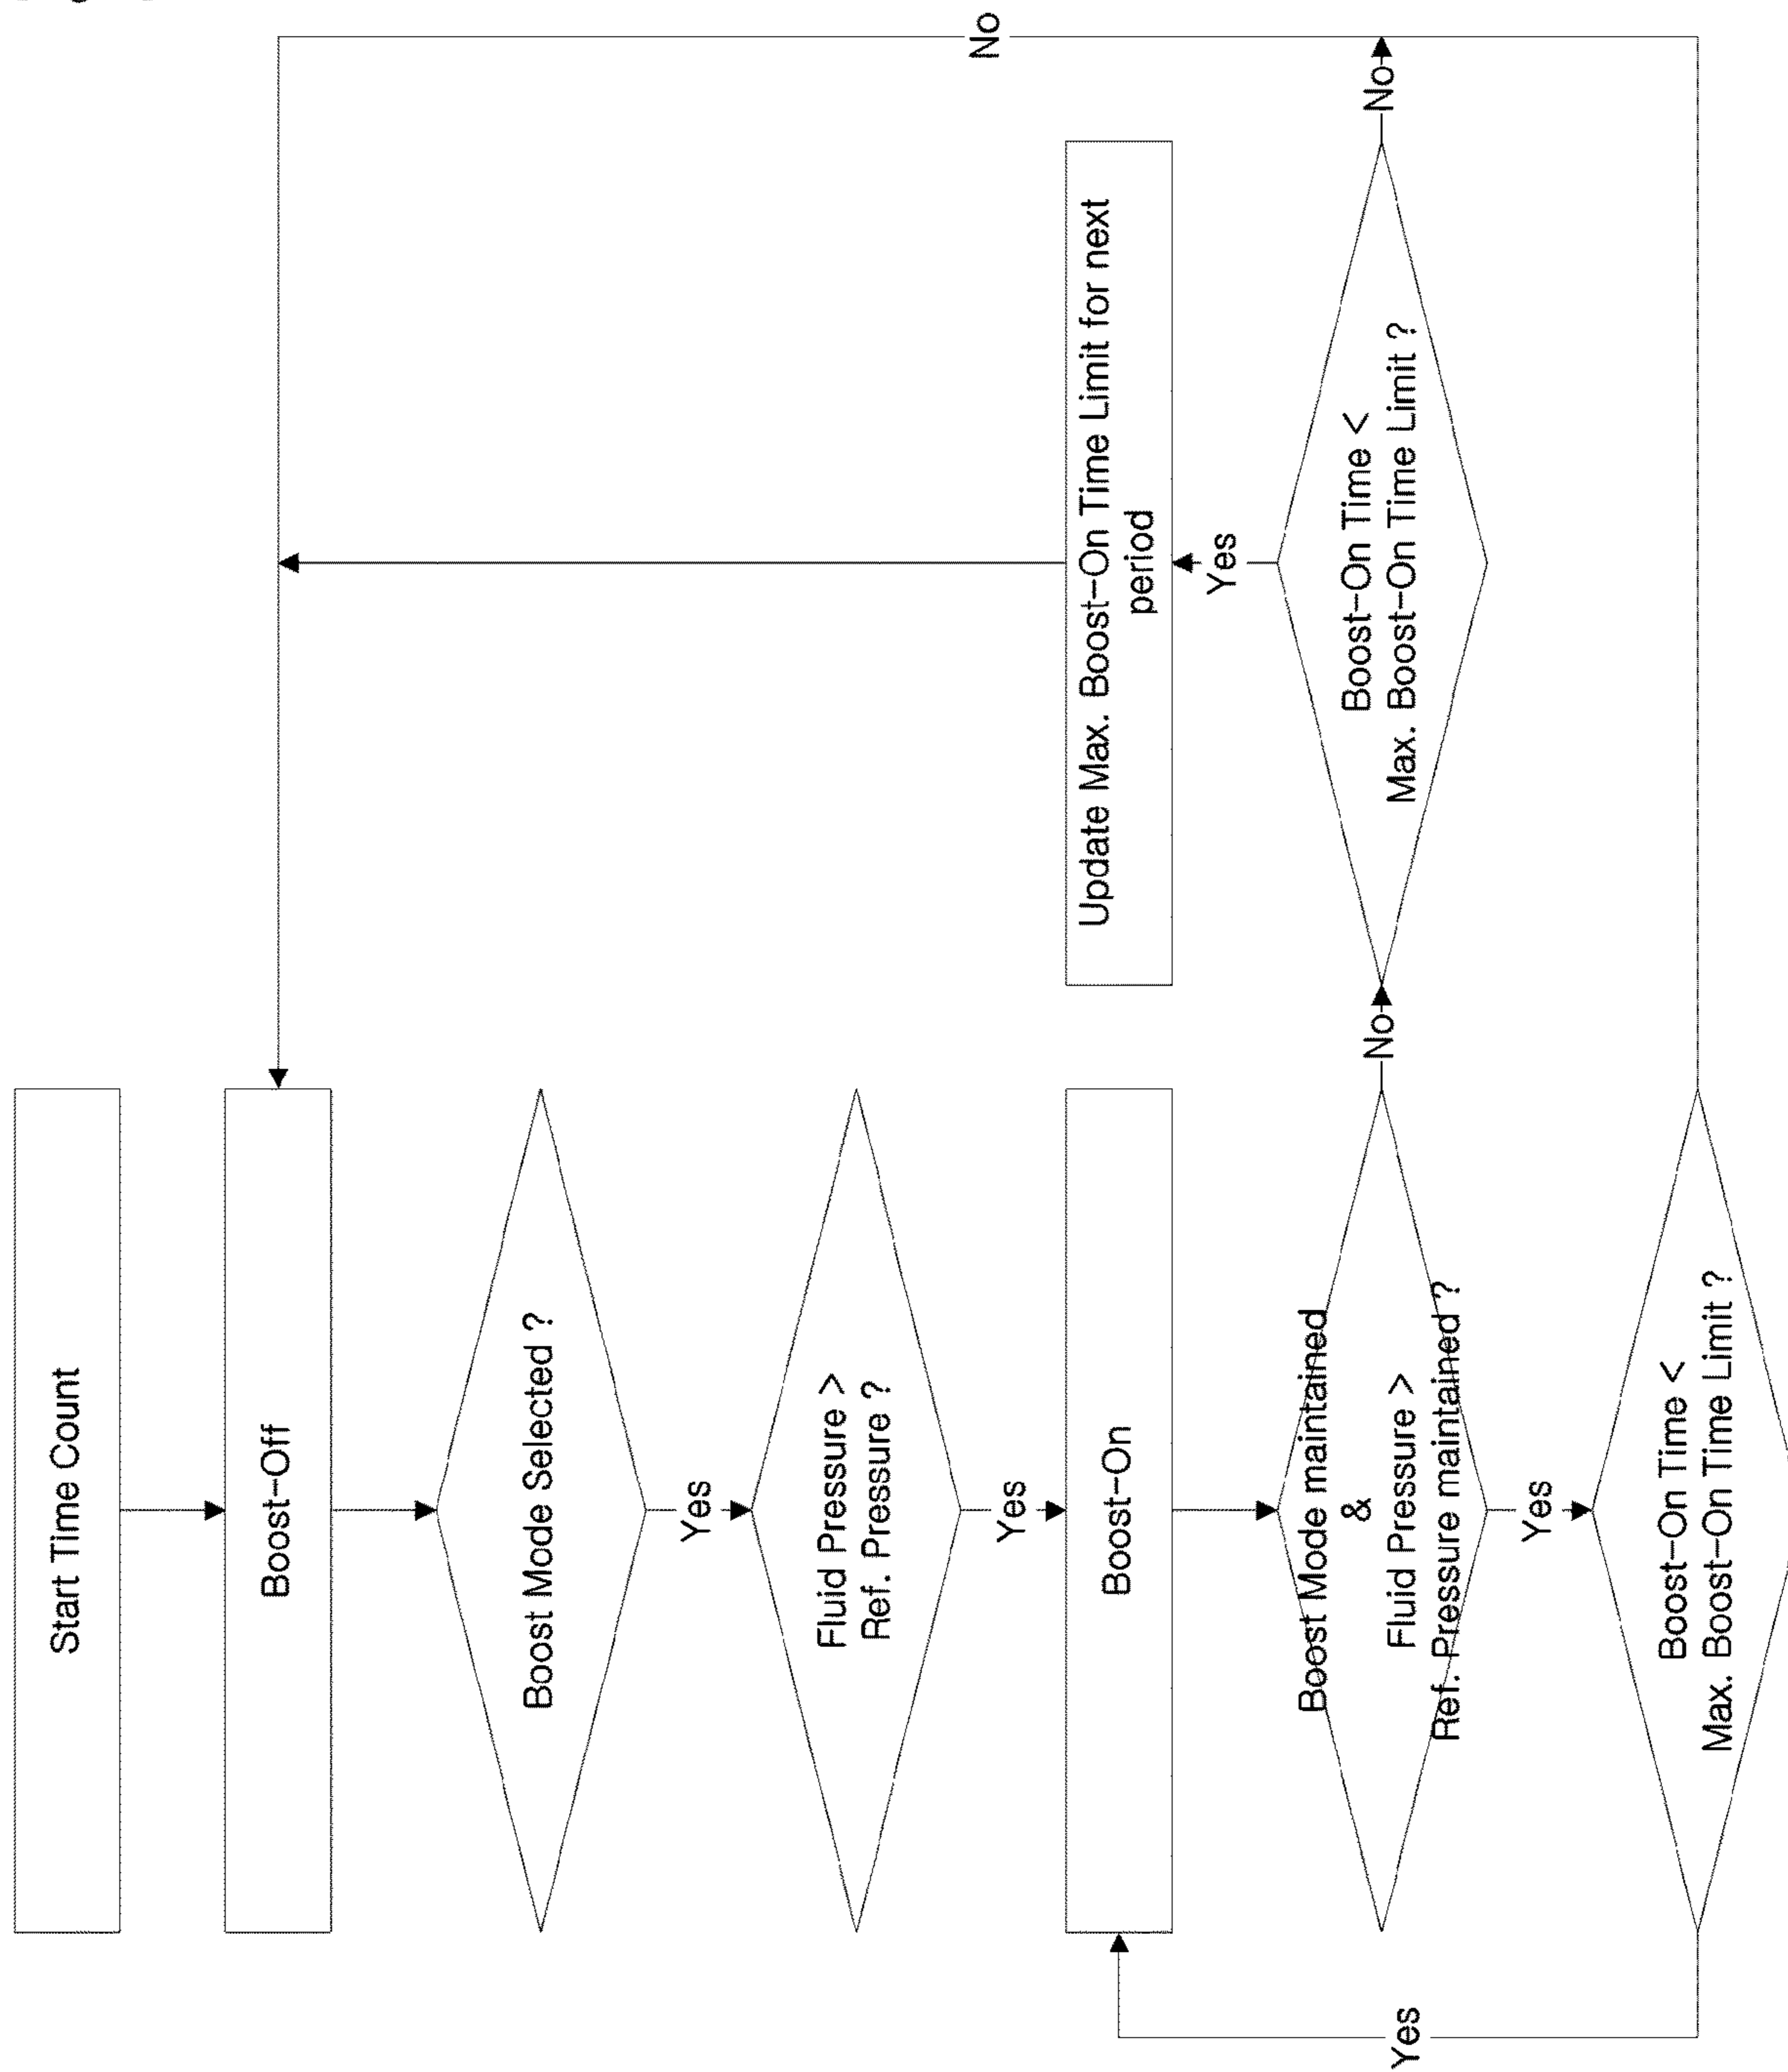 Start Time Count
Boost-Off
Boost Mode Selected ?
Yes
Fluid Pressure >
Ref. Pressure ?
Yes
Boost-On
Boost Mode maintained
&
Fluid Pressure >
Ref. Pressure maintained ?
Yes
Boost-On Time <
Max. Boost-On Time Limit ?
Yes
No
Boost-On Time <
Max. Boost-On Time Limit ?
Yes
Update Max. Boost-On Time Limit for next
period
No
No